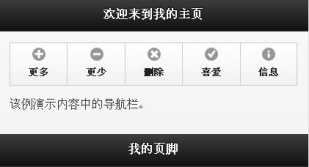 欢迎来到我的主页
更多 更少 删除 喜爱 信息
该例演示内容中的导航栏。
我的页脚